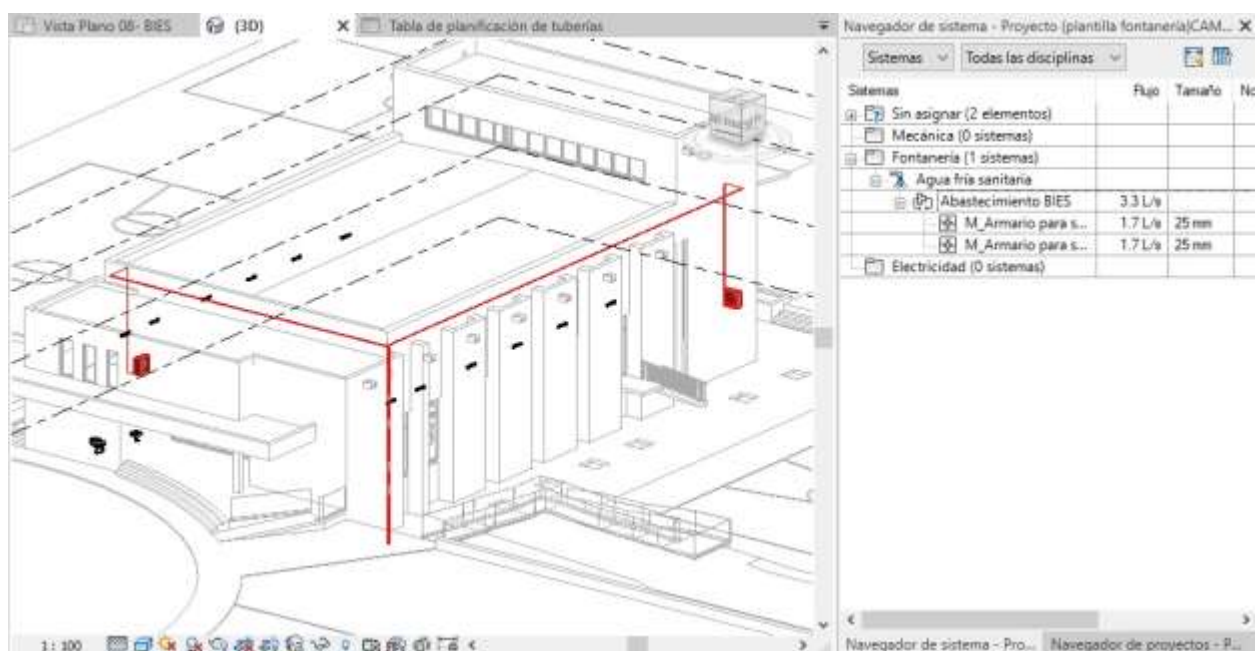 Vista Plano 08- BIES
(3D)
Tabla de planificación de tuberías
Navegador de sistema - Proyecto (plantilla fontanería)CAM...
Sistemas
Todas las disciplinas
Sistemas Flujo Tamaño No
Sin asignar (2 elementos)
Mecánica (0 sistemas)
Fontanería (1 sistemas)
Agua fría sanitaria
Abastecimiento BIES 3.3 L/s
M_Armario para s... 1.7 L/s 25 mm
M_Armario para s... 1.7 L/s 25 mm
Electricidad (0 sistemas)
1 : 100
Navegador de sistema - Pro...
Navegador de proyectos - P...